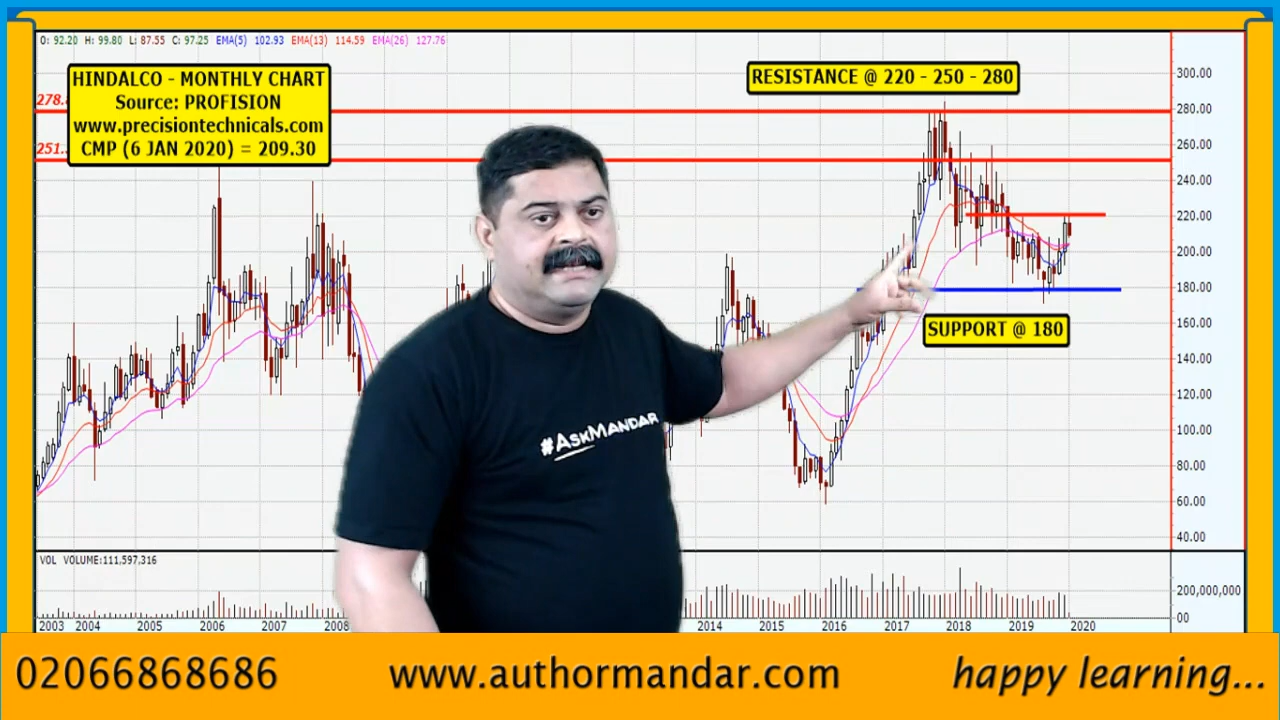 O: 92.20 H: 99.80 L: 87.55 C: 97.25 EMA(5) 102.93 EMA(13) 114.59 EMA(26) 127.76
HINDALCO - MONTHLY CHART
Source: PROFISION
www.precisiontechnicals.com
CMP (6 JAN 2020) = 209.30
RESISTANCE @ 220 - 250 - 280
278.
251.
300.00
280.00
260.00
240.00
220.00
200.00
180.00
160.00
140.00
120.00
100.00
80.00
60.00
40.00
SUPPORT @ 180
#ASKMANDAR
VOL VOLUME:111,597,316
200,000,000
00
2003 2004 2005 2006 2007 2008 2014 2015 2016 2017 2018 2019 2020
02066868686 www.authormandar.com happy learning...